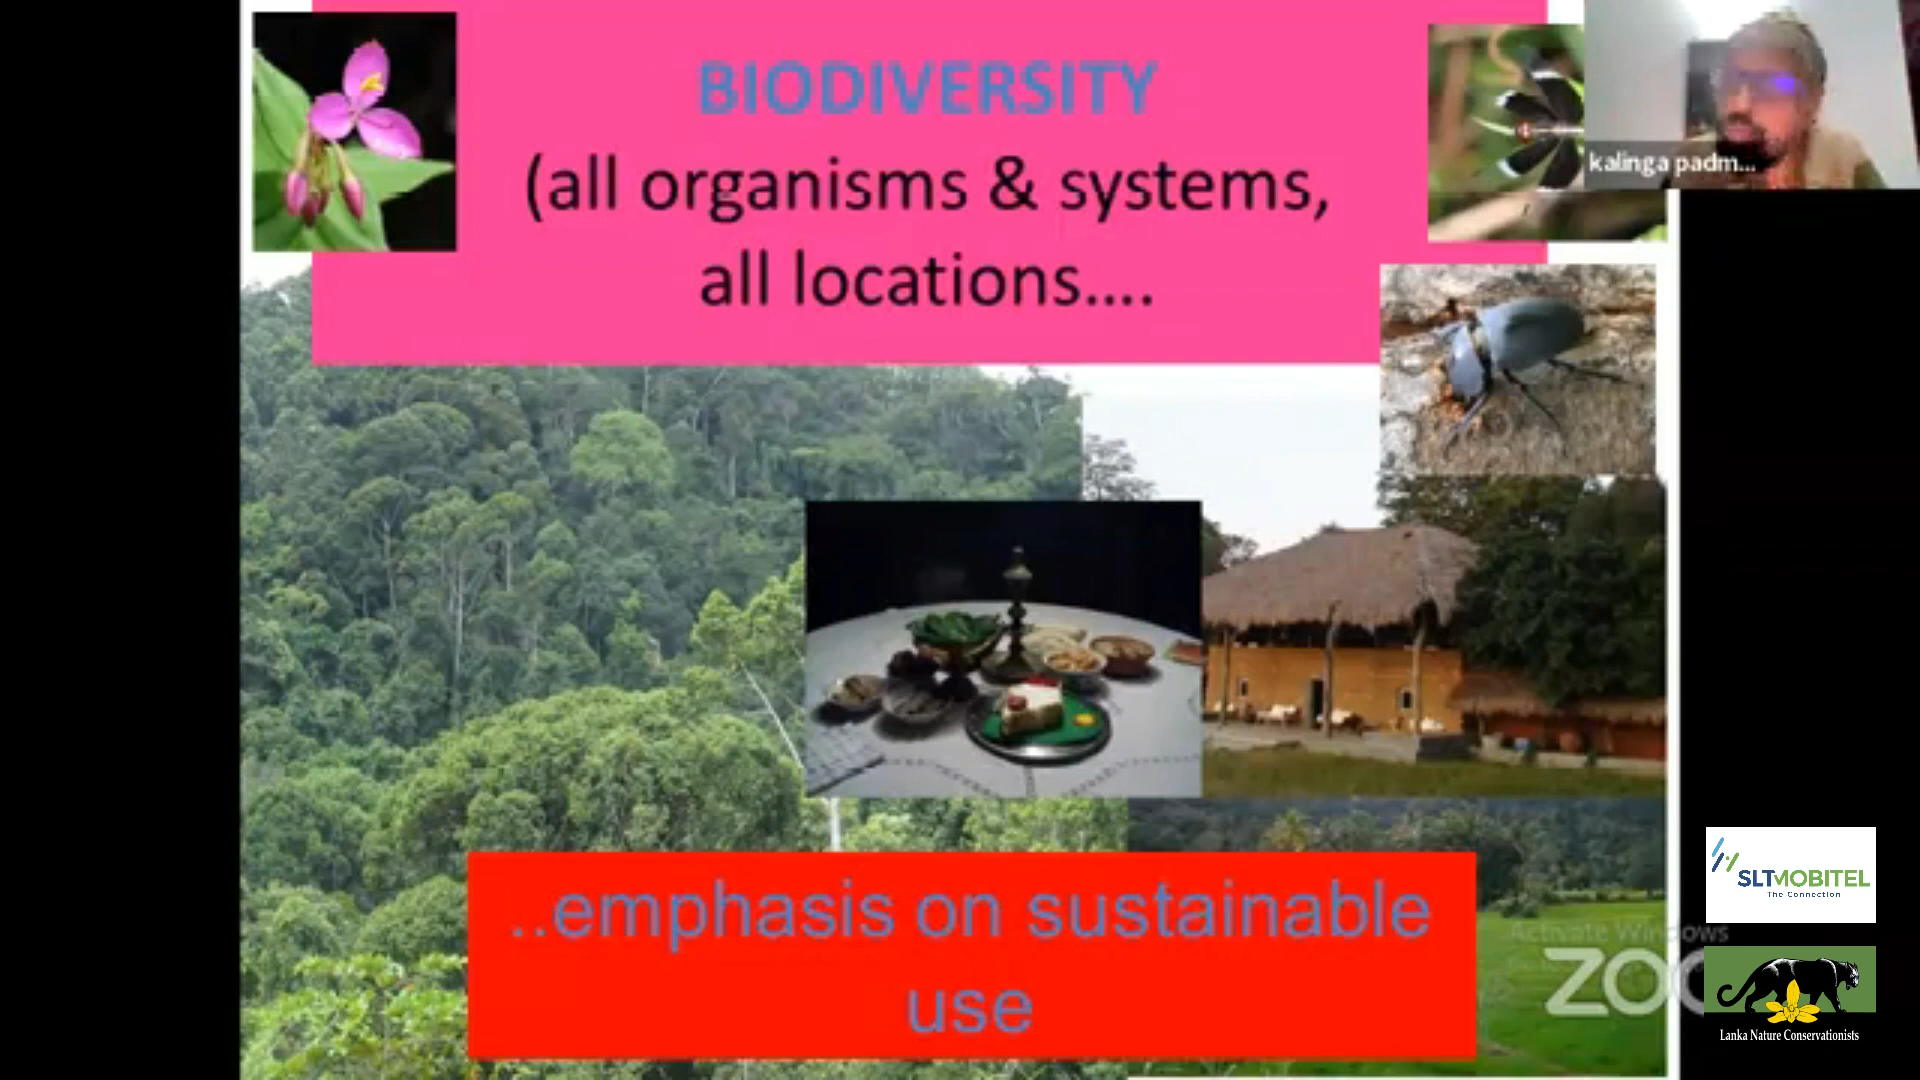 BIODIVERSITY
(all organisms & systems,
all locations....
kalinga padm...
..emphasis on sustainable
use
Activate Windows
ZOO
SLTMOBITEL
The Connection
Lanka Nature Conservationists